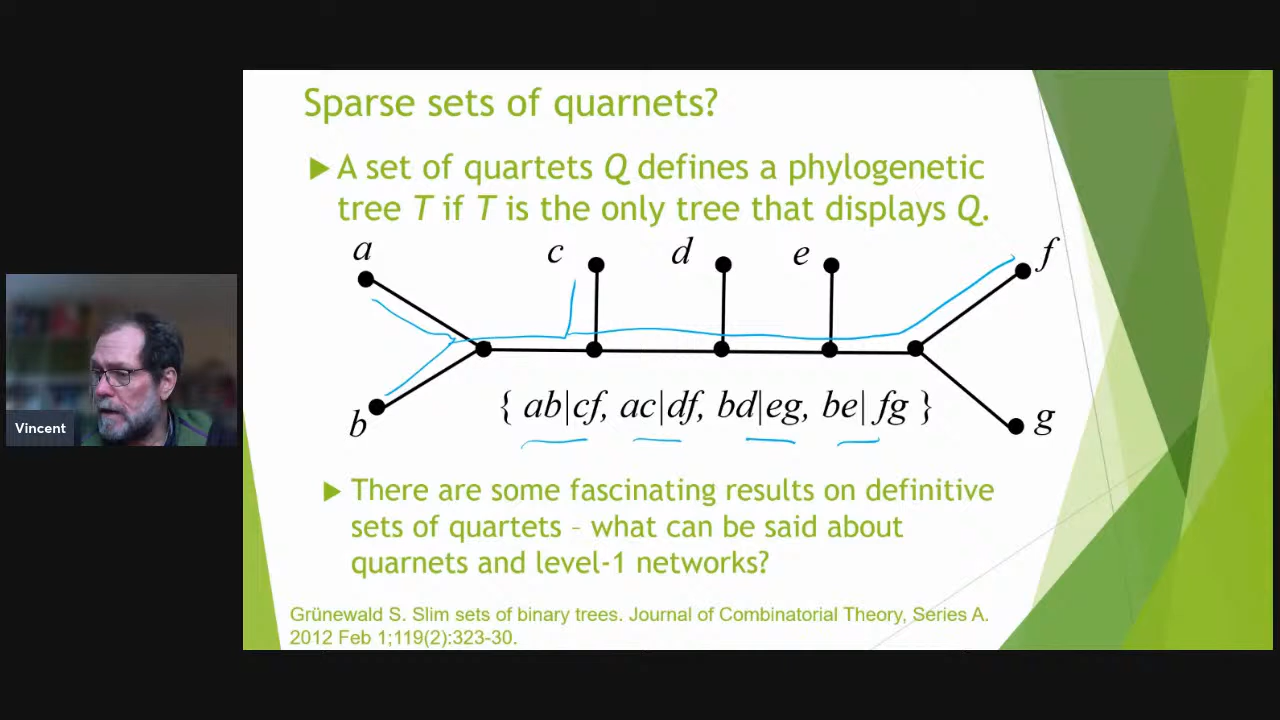 Sparse sets of quarnets?
A set of quartets Q defines a phylogenetic
tree T if T is the only tree that displays Q.
a
c
d
e
f
b
{ ab|cf, ac|df, bd|eg, be| fg }
g
There are some fascinating results on definitive
sets of quartets – what can be said about
quarnets and level-1 networks?
Grünewald S. Slim sets of binary trees. Journal of Combinatorial Theory, Series A.
2012 Feb 1;119(2):323-30.
Vincent